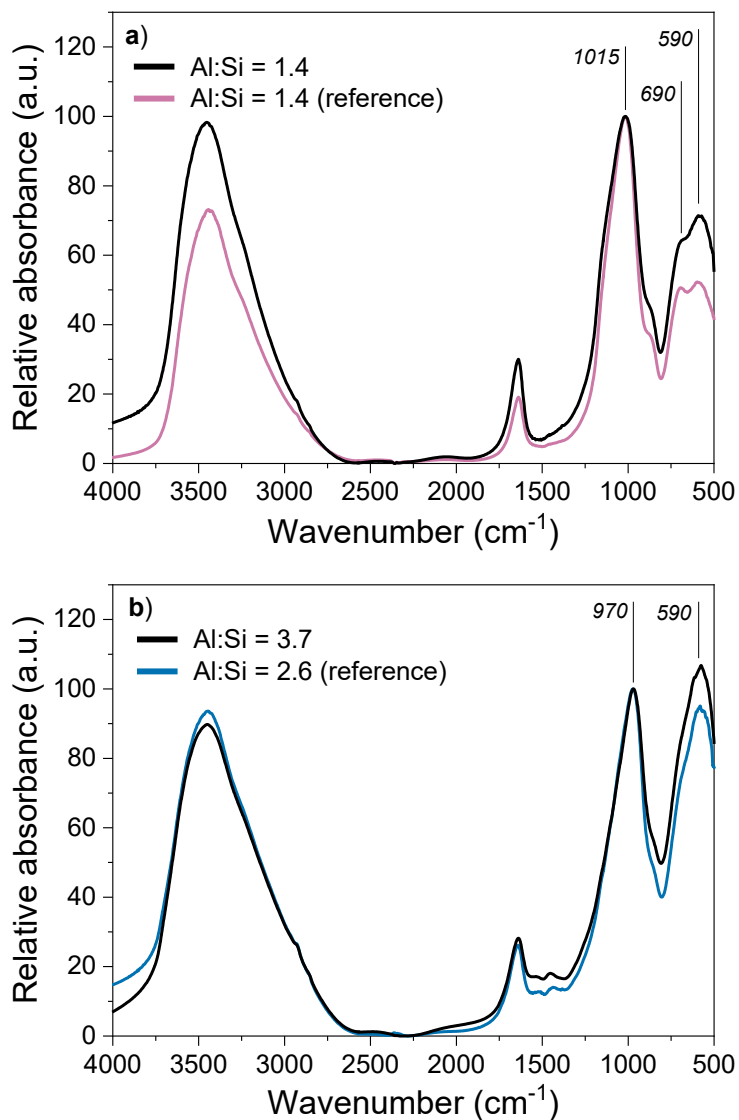 a)
Al:Si = 1.4
Al:Si = 1.4 (reference)
1015
690
590
Relative absorbance (a.u.)
120
100
80
60
40
20
0
4000 3500 3000 2500 2000 1500 1000 500
Wavenumber (cm⁻¹)
b)
Al:Si = 3.7
Al:Si = 2.6 (reference)
970
590
Relative absorbance (a.u.)
120
100
80
60
40
20
0
4000 3500 3000 2500 2000 1500 1000 500
Wavenumber (cm⁻¹)